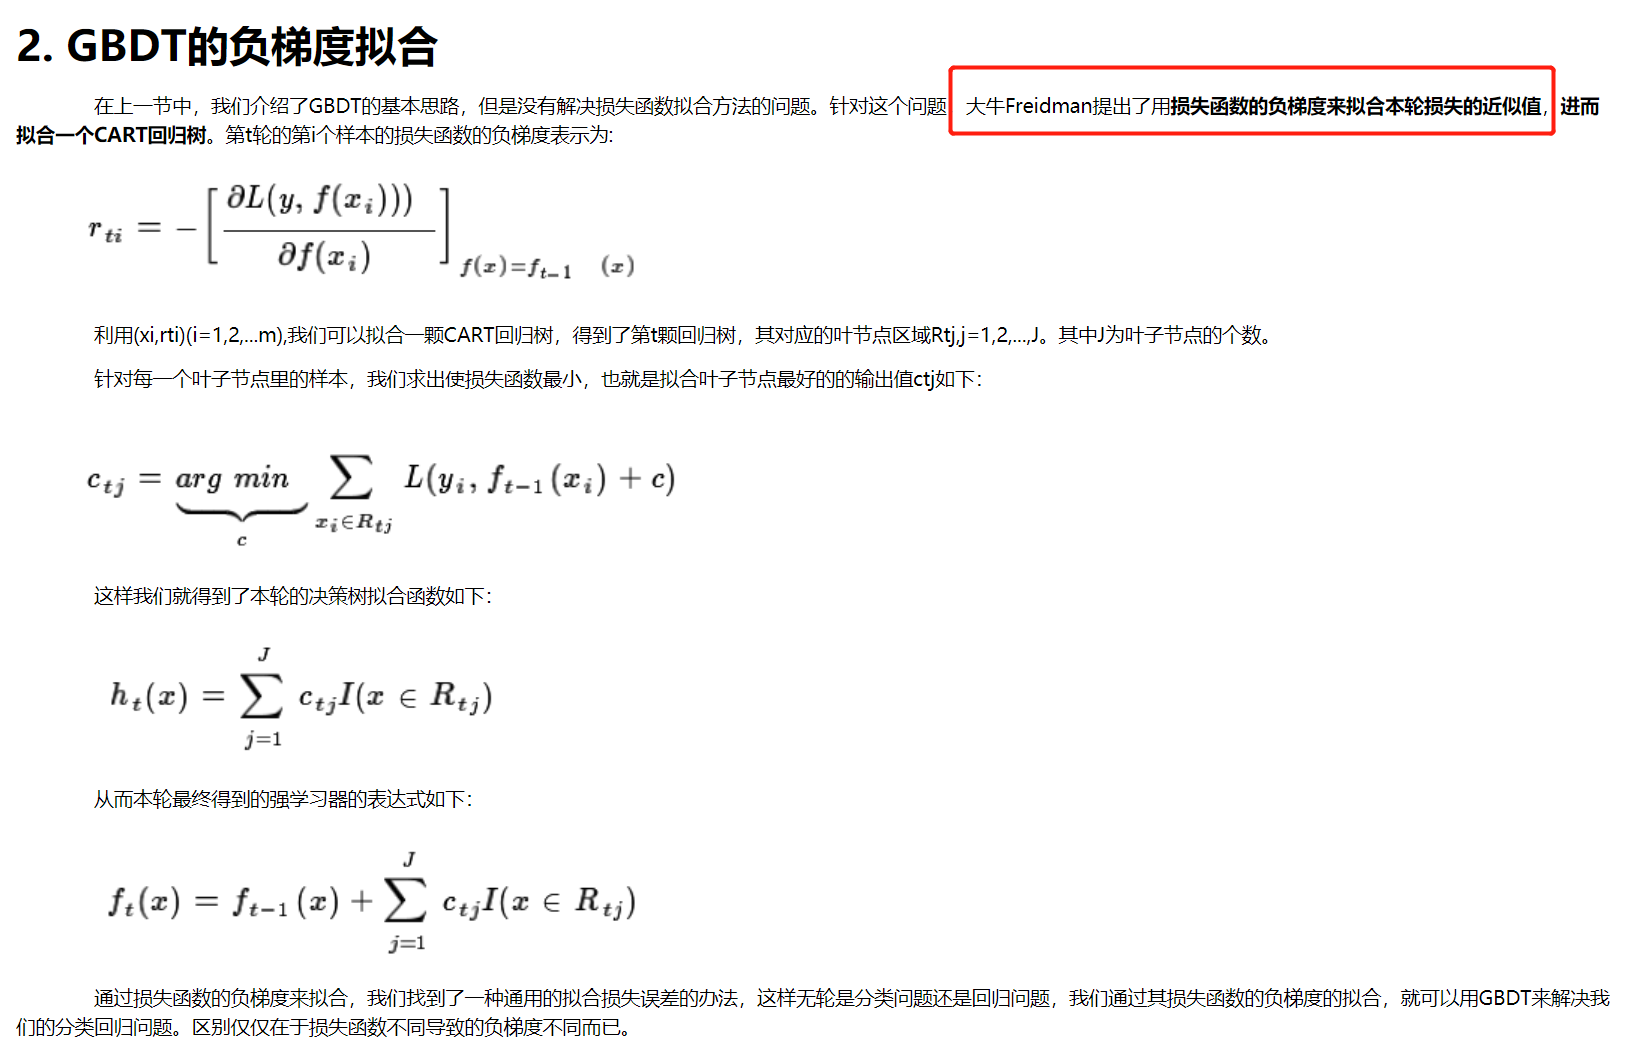 2. GBDT的负梯度拟合
在上一节中，我们介绍了GBDT的基本思路，但是没有解决损失函数拟合方法的问题。针对这个问题 大牛Freidman提出了用损失函数的负梯度来拟合本轮损失的近似值，进而
拟合一个CART回归树。第t轮的第i个样本的损失函数的负梯度表示为:
r_{ti} = -[∂L(y, f(x_i))) / ∂f(x_i)]_{f(x)=f_{t-1} (x)}
利用(xi,rti)(i=1,2,...m),我们可以拟合一颗CART回归树，得到了第t颗回归树，其对应的叶节点区域Rtj,j=1,2,...,J。其中J为叶子节点的个数。
针对每一个叶子节点里的样本，我们求出使损失函数最小，也就是拟合叶子节点最好的的输出值ctj如下：
c_{tj} = arg min_c ∑_{x_i∈R_{tj}} L(y_i, f_{t-1}(x_i) + c)
这样我们就得到了本轮的决策树拟合函数如下：
h_t(x) = ∑_{j=1}^{J} c_{tj}I(x ∈ R_{tj})
从而本轮最终得到的强学习器的表达式如下：
f_t(x) = f_{t-1}(x) + ∑_{j=1}^{J} c_{tj}I(x ∈ R_{tj})
通过损失函数的负梯度来拟合，我们找到了一种通用的拟合损失误差的办法，这样无轮是分类问题还是回归问题，我们通过其损失函数的负梯度的拟合，就可以用GBDT来解决我
们的分类回归问题。区别仅仅在于损失函数不同导致的负梯度不同而已。